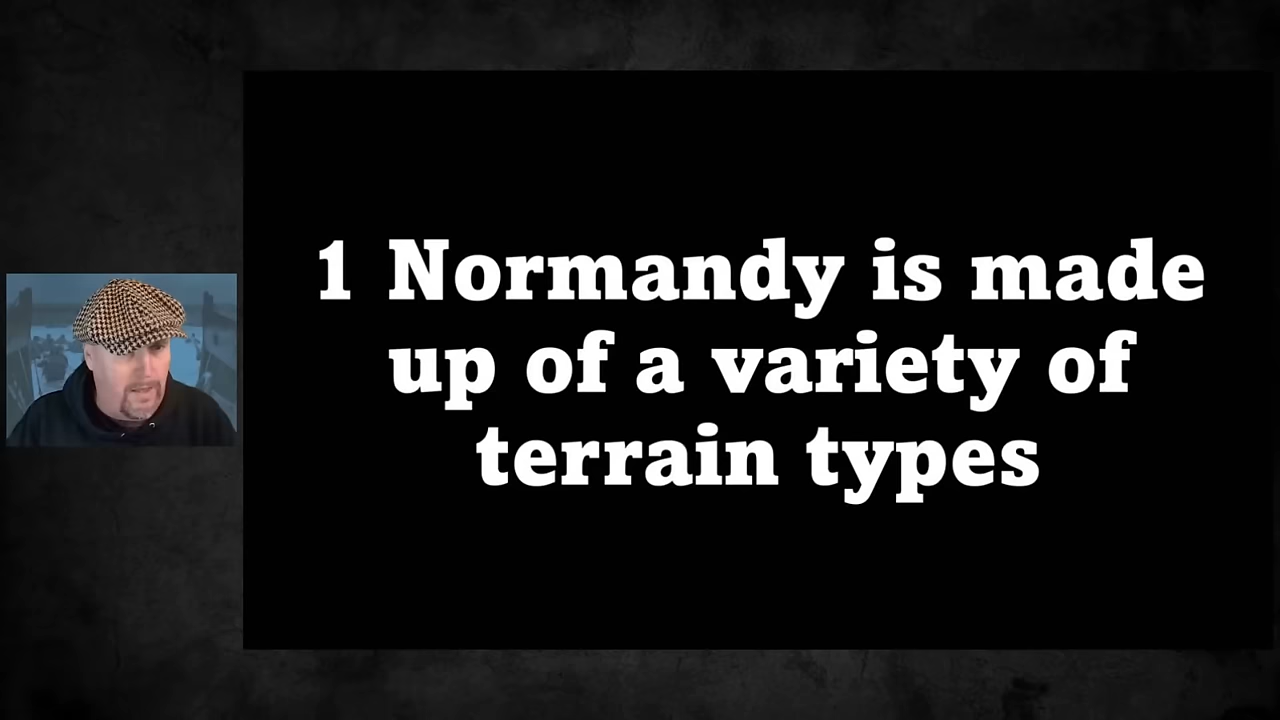 1 Normandy is made
up of a variety of
terrain types